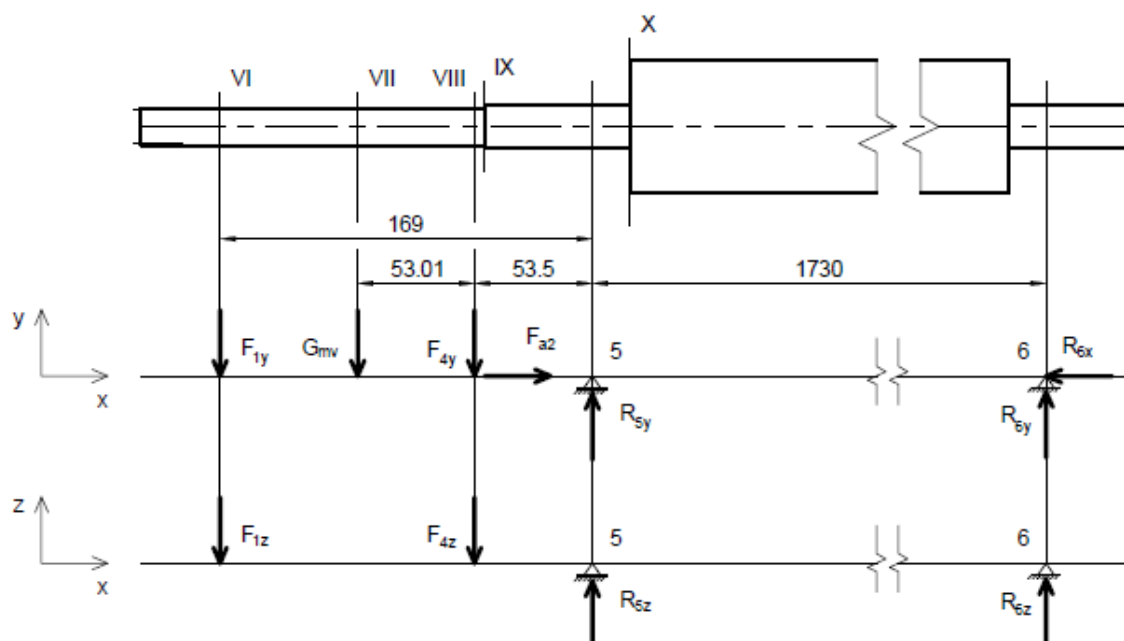 X
VI VII VIII IX
169
53.01 53.5 1730
y F1y Gmv F4y Fa2 5 6 R6x
x R5y R6y
z F1z F4z 5 6
x R5z R6z